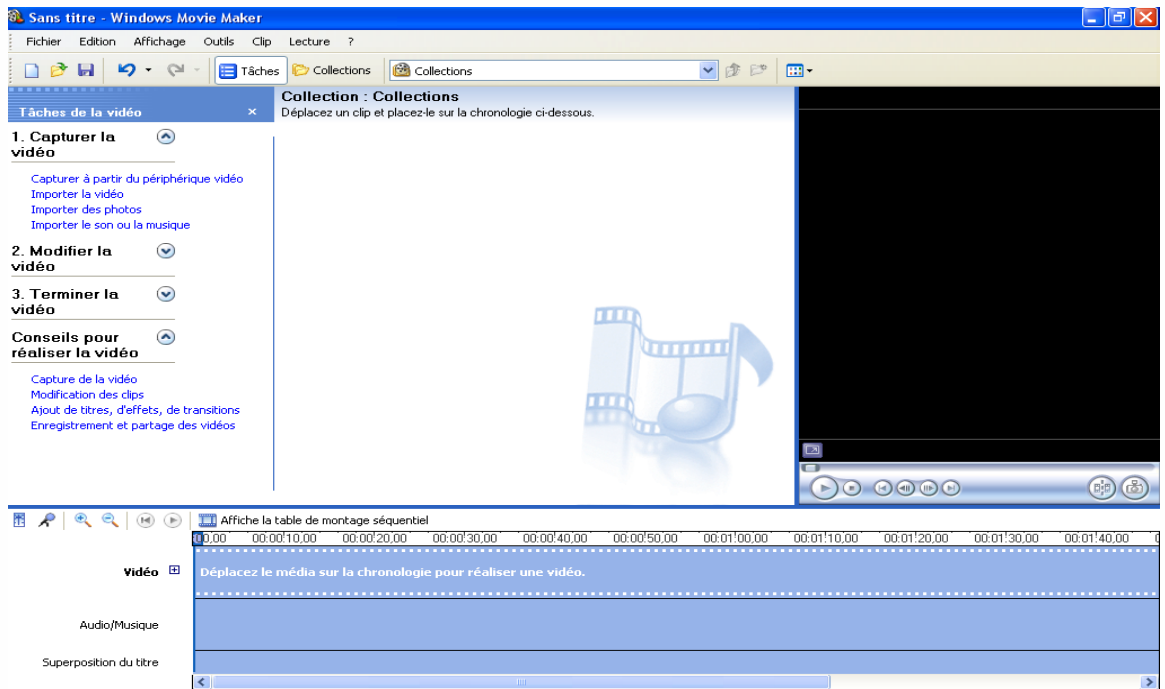 Sans titre - Windows Movie Maker
Fichier Edition Affichage Outils Clip Lecture ?
Tâches Collections Collections
Tâches de la vidéo
Collection : Collections
Déplacez un clip et placez-le sur la chronologie ci-dessous.
1. Capturer la
vidéo
Capturer à partir du périphérique vidéo
Importer la vidéo
Importer des photos
Importer le son ou la musique
2. Modifier la
vidéo
3. Terminer la
vidéo
Conseils pour
réaliser la vidéo
Capture de la vidéo
Modification des clips
Ajout de titres, d'effets, de transitions
Enregistrement et partage des vidéos
Affiche la table de montage séquentiel
0,00 00:00:10,00 00:00:20,00 00:00:30,00 00:00:40,00 00:00:50,00 00:01:00,00 00:01:10,00 00:01:20,00 00:01:30,00 00:01:40,00
Vidéo Déplacez le média sur la chronologie pour réaliser une vidéo.
Audio/Musique
Superposition du titre